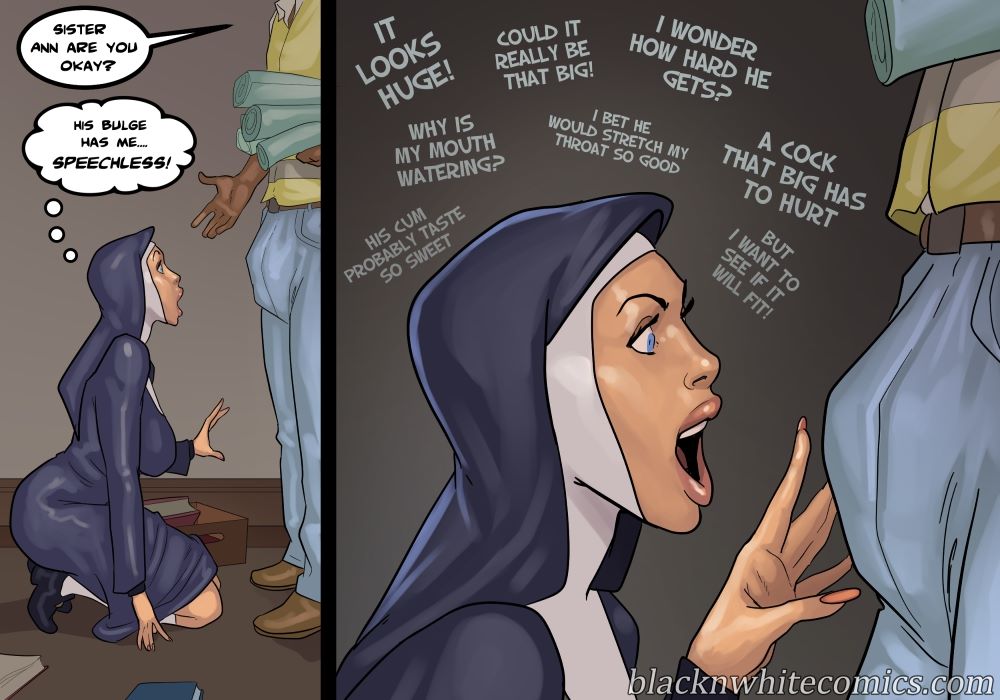 SISTER
ANN ARE YOU
OKAY?
HIS BULGE
HAS ME....
SPEECHLESS!
IT
LOOKS
HUGE!
COULD IT
REALLY BE
THAT BIG!
I WONDER
HOW HARD HE
GETS?
WHY IS
MY MOUTH
WATERING?
I BET HE
WOULD STRETCH MY
THROAT SO GOOD
A COCK
THAT BIG HAS
TO HURT
HIS CUM
PROBABLY TASTE
SO SWEET
BUT
I WANT TO
SEE IF IT
WILL FIT!
blacknwhitecomics.com